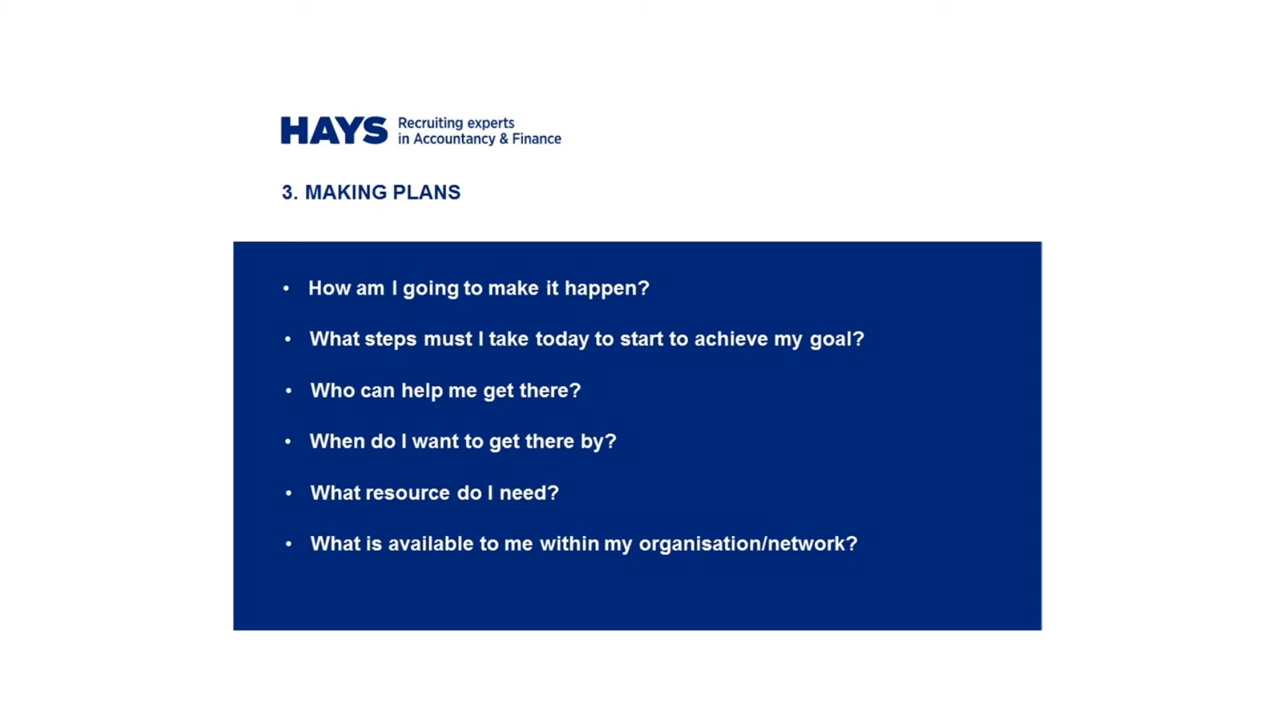 HAYS
Recruiting experts
in Accountancy & Finance
3. MAKING PLANS
• How am I going to make it happen?
• What steps must I take today to start to achieve my goal?
• Who can help me get there?
• When do I want to get there by?
• What resource do I need?
• What is available to me within my organisation/network?